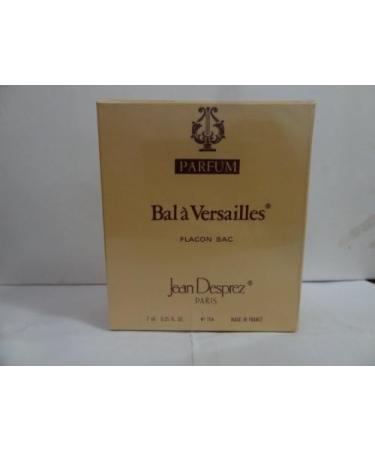 PARFUM
Bal à Versailles®
FLACON SAC
Jean Desprez®
PARIS
7 ml 0.25 FL. OZ. MADE IN FRANCE